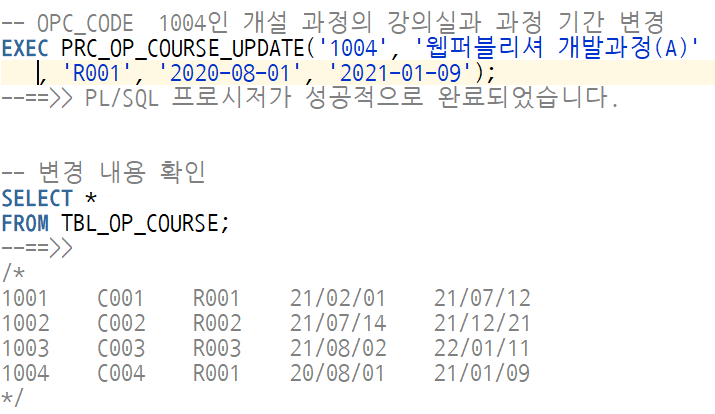 -- OPC_CODE  1004인 개설 과정의 강의실과 과정 기간 변경
EXEC PRC_OP_COURSE_UPDATE('1004', '웹퍼블리셔 개발과정(A)'
   , 'R001', '2020-08-01', '2021-01-09');
--==>> PL/SQL 프로시저가 성공적으로 완료되었습니다.
-- 변경 내용 확인
SELECT *
FROM TBL_OP_COURSE;
--==>>
/*
1001    C001    R001    21/02/01    21/07/12
1002    C002    R002    21/07/14    21/12/21
1003    C003    R003    21/08/02    22/01/11
1004    C004    R001    20/08/01    21/01/09
*/